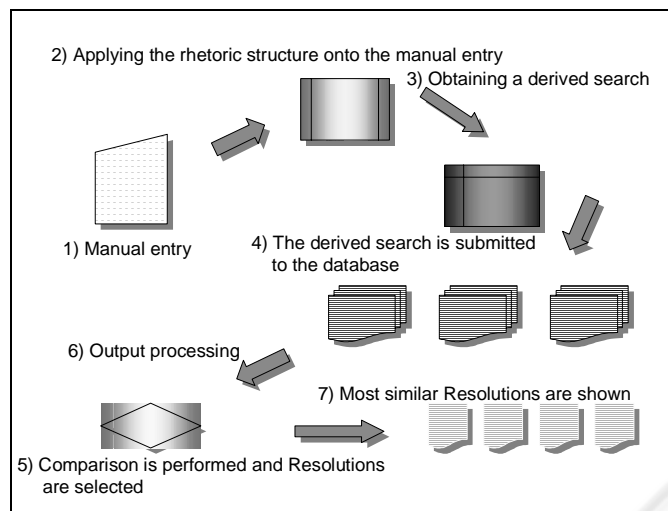 2) Applying the rhetoric structure onto the manual entry
3) Obtaining a derived search
1) Manual entry
4) The derived search is submitted
to the database
6) Output processing
7) Most similar Resolutions are shown
5) Comparison is performed and Resolutions
are selected